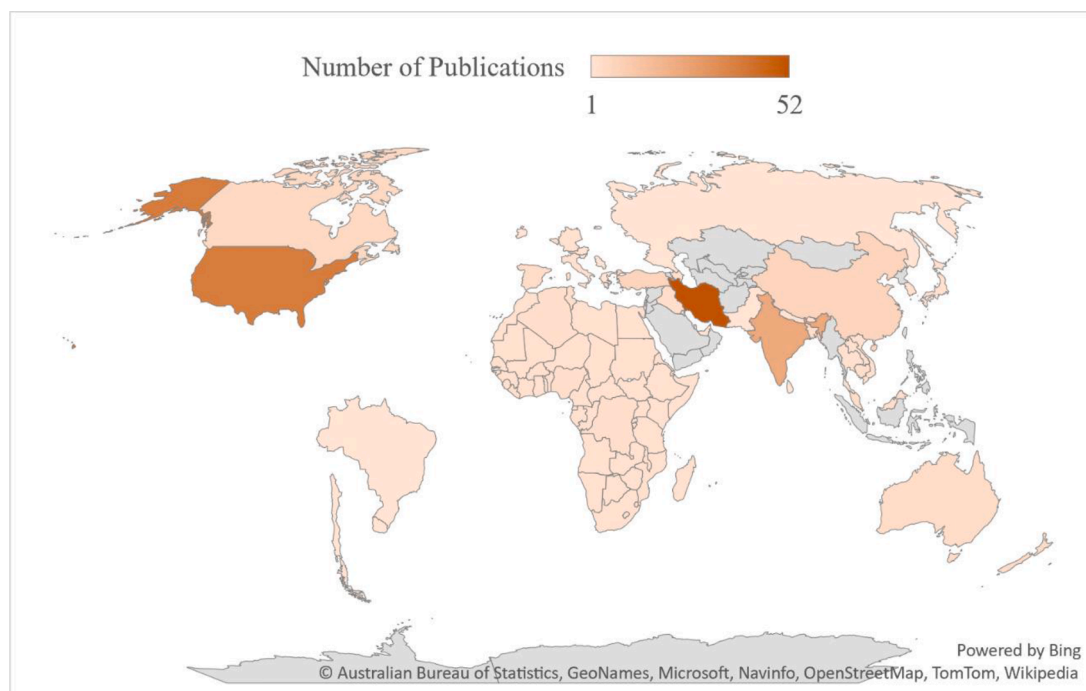 Number of Publications
1 52
Powered by Bing
© Australian Bureau of Statistics, GeoNames, Microsoft, Navinfo, OpenStreetMap, TomTom, Wikipedia